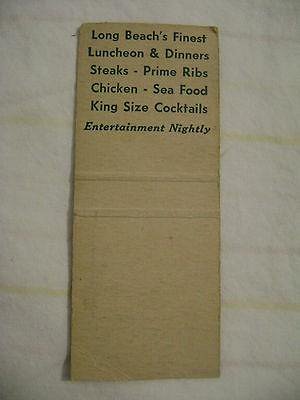 Long Beach's Finest
Luncheon & Dinners
Steaks - Prime Ribs
Chicken - Sea Food
King Size Cocktails
Entertainment Nightly